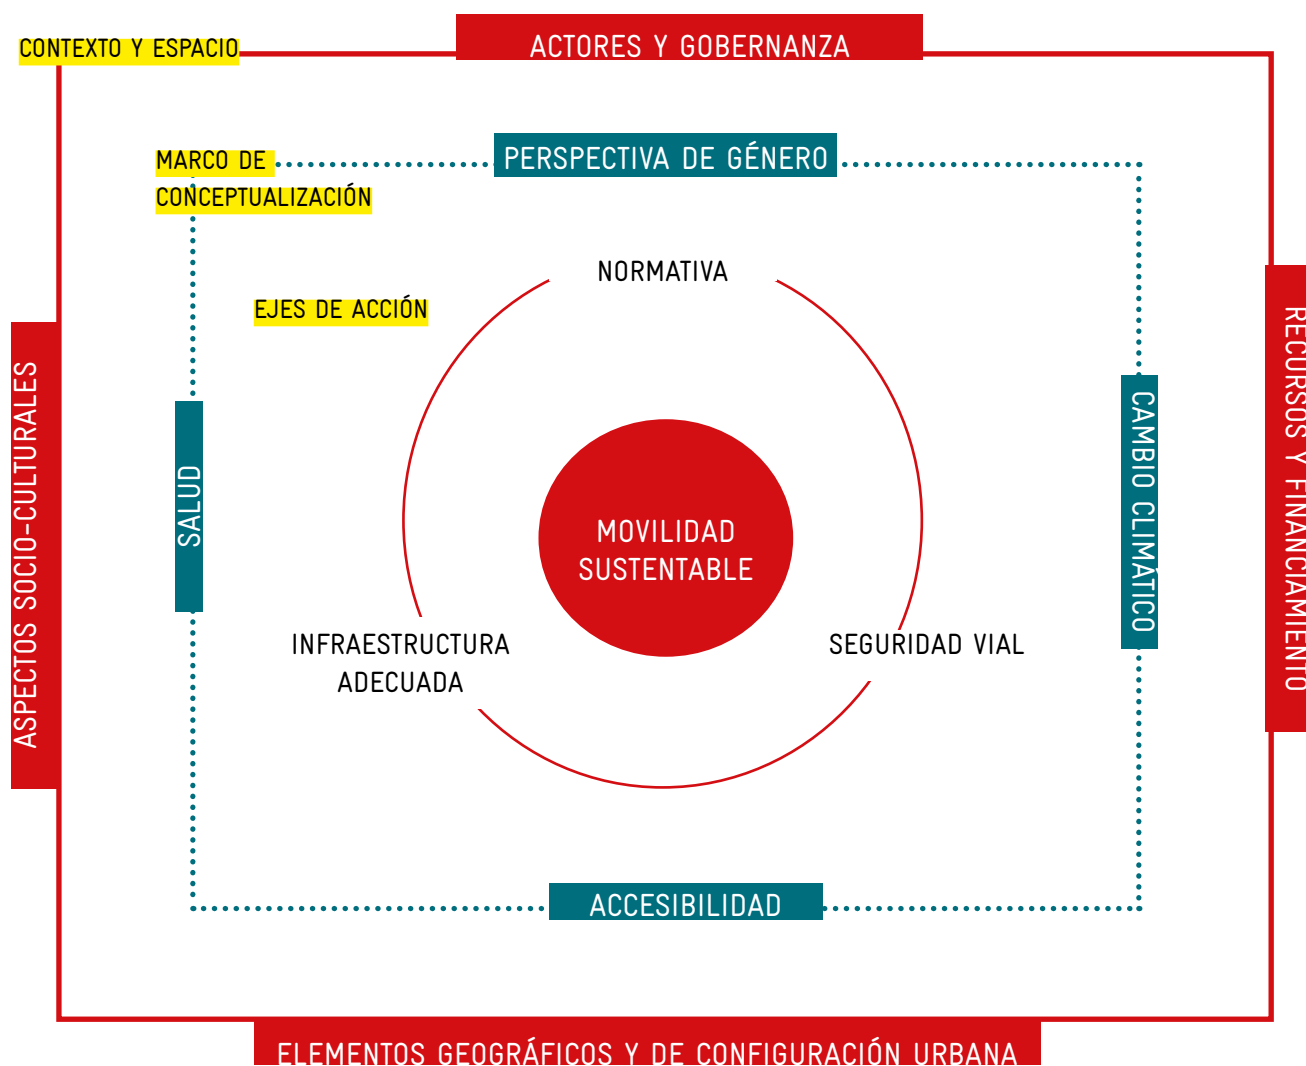 ACTORES Y GOBERNANZA
CONTEXTO Y ESPACIO
MARCO DE
CONCEPTUALIZACIÓN
PERSPECTIVA DE GÉNERO
NORMATIVA
EJES DE ACCIÓN
ASPECTOS SOCIO-CULTURALES
SALUD
MOVILIDAD
SUSTENTABLE
CAMBIO CLIMÁTICO
RECURSOS Y FINANCIAMIENTO
INFRAESTRUCTURA
ADECUADA
SEGURIDAD VIAL
ACCESIBILIDAD
ELEMENTOS GEOGRÁFICOS Y DE CONFIGURACIÓN URBANA